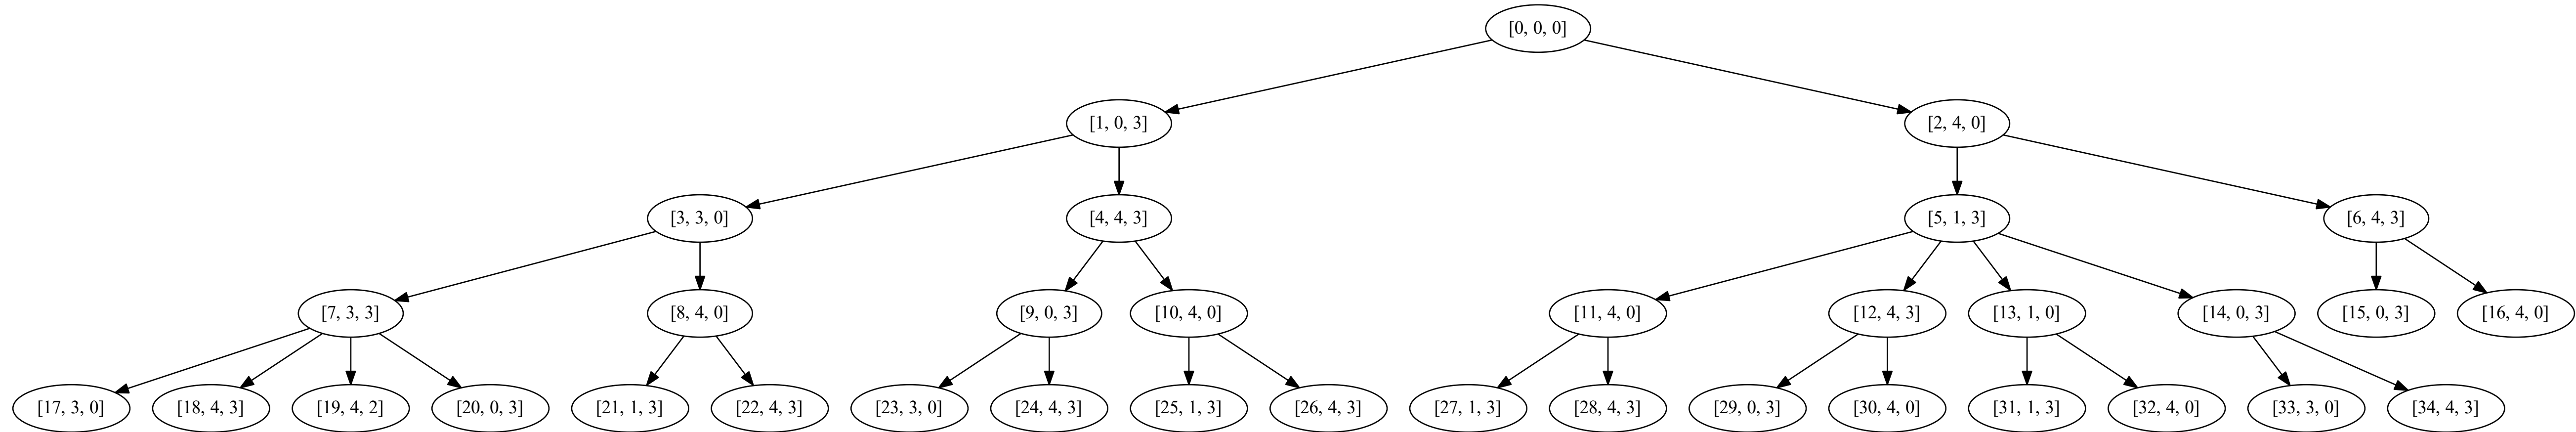 [0, 0, 0]
[1, 0, 3]
[2, 4, 0]
[3, 3, 0]
[4, 4, 3]
[5, 1, 3]
[6, 4, 3]
[7, 3, 3]
[8, 4, 0]
[9, 0, 3]
[10, 4, 0]
[11, 4, 0]
[12, 4, 3]
[13, 1, 0]
[14, 0, 3]
[15, 0, 3]
[16, 4, 0]
[17, 3, 0]
[18, 4, 3]
[19, 4, 2]
[20, 0, 3]
[21, 1, 3]
[22, 4, 3]
[23, 3, 0]
[24, 4, 3]
[25, 1, 3]
[26, 4, 3]
[27, 1, 3]
[28, 4, 3]
[29, 0, 3]
[30, 4, 0]
[31, 1, 3]
[32, 4, 0]
[33, 3, 0]
[34, 4, 3]